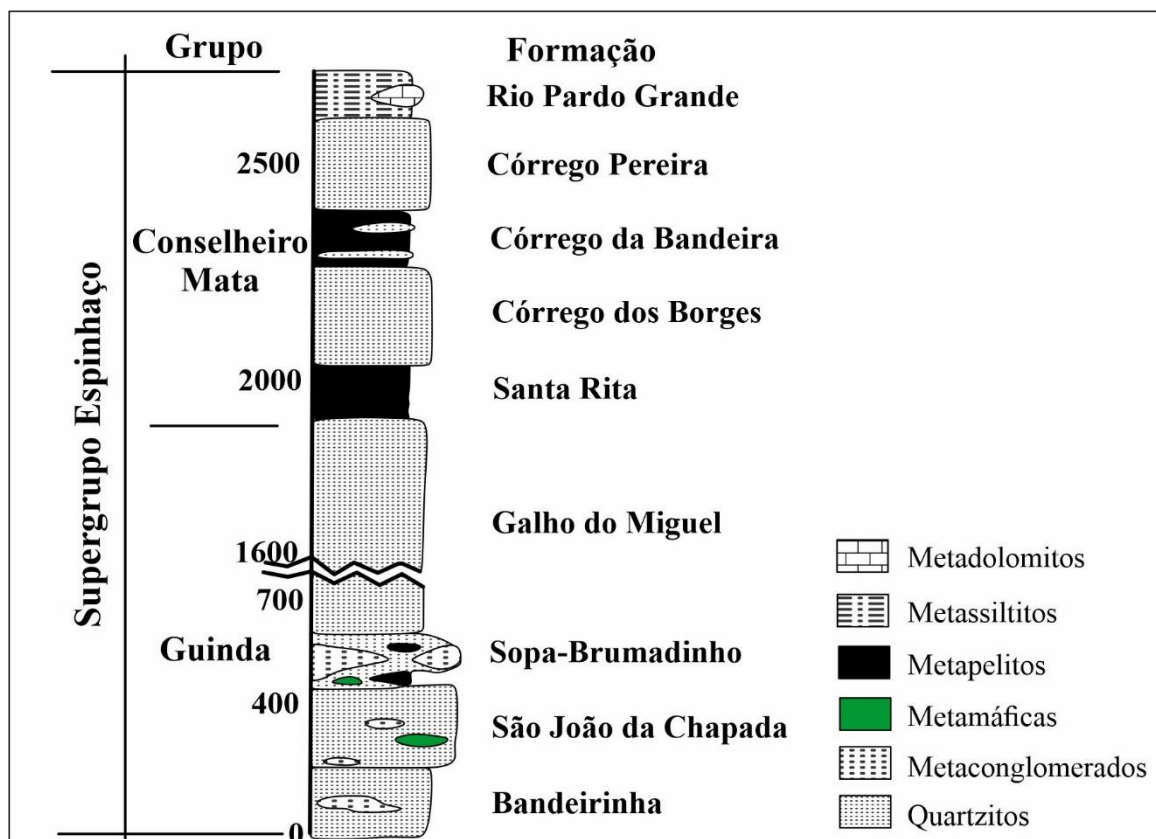 Grupo
Formação
Rio Pardo Grande
2500
Córrego Pereira
Conselheiro
Mata
Córrego da Bandeira
Córrego dos Borges
2000
Santa Rita
Supergrupo Espinhaço
Galho do Miguel
1600
700
Guinda
Sopa-Brumadinho
400
São João da Chapada
Bandeirinha
0
Metadolomitos
Metassiltitos
Metapelitos
Metamáficas
Metaconglomerados
Quartzitos